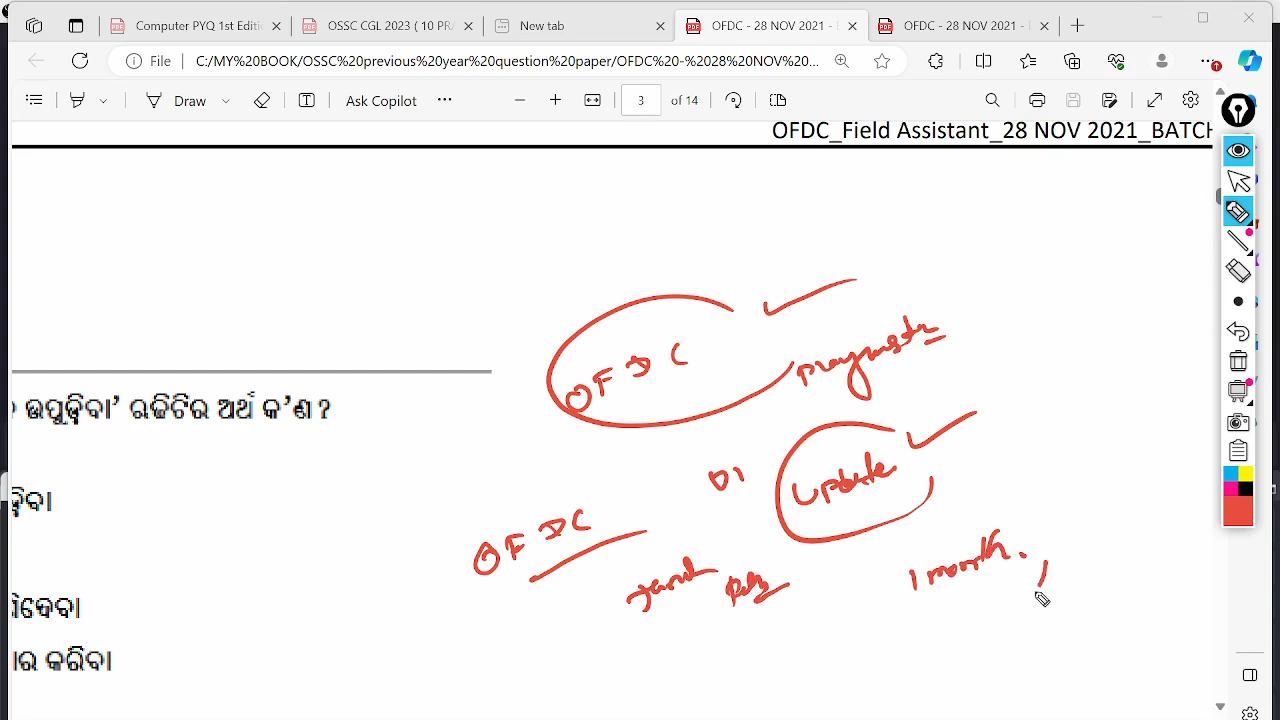 Computer PYQ 1st Editi
OSSC CGL 2023 ( 10 PR
New tab
OFDC - 28 NOV 2021 -
OFDC - 28 NOV 2021 -
File
C:/MY%20BOOK/OSSC%20previous%20year%20question%20paper/OFDC%20-%2028%20NOV%20...
Draw
Ask Copilot
3 of 14
OFDC_Field Assistant_28 NOV 2021_BATCH
OFDC
ଉପୁଡ଼ିବା’ ରଢିଟିର ଅର୍ଥ କ’ଣ ?
01
Update
OFDC
1 month.
ର କରିବା